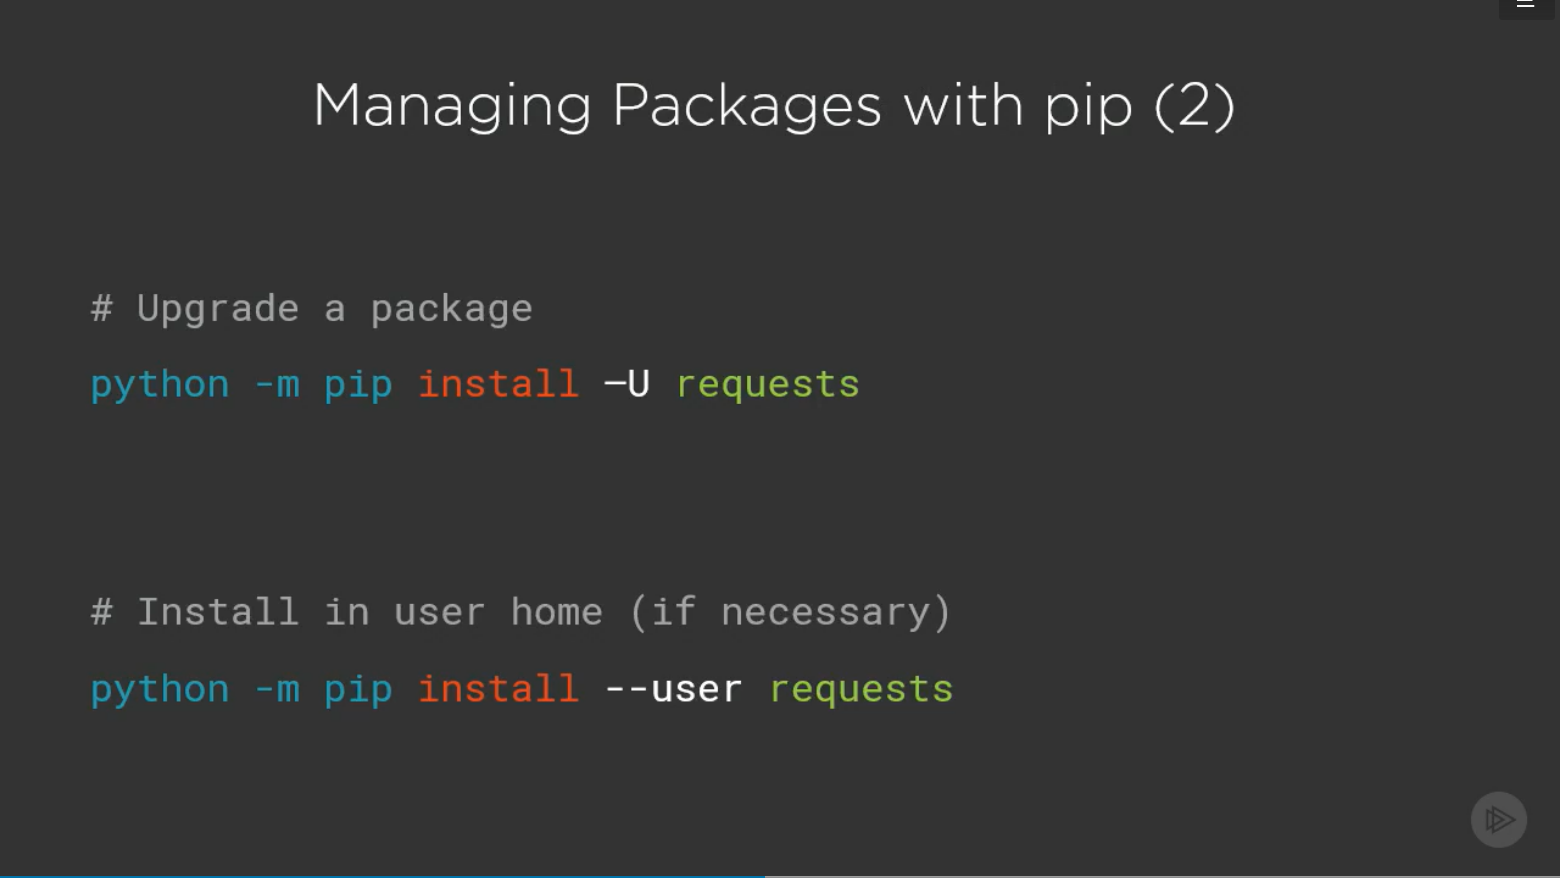 Managing Packages with pip (2)
# Upgrade a package
python -m pip install –U requests
# Install in user home (if necessary)
python -m pip install --user requests